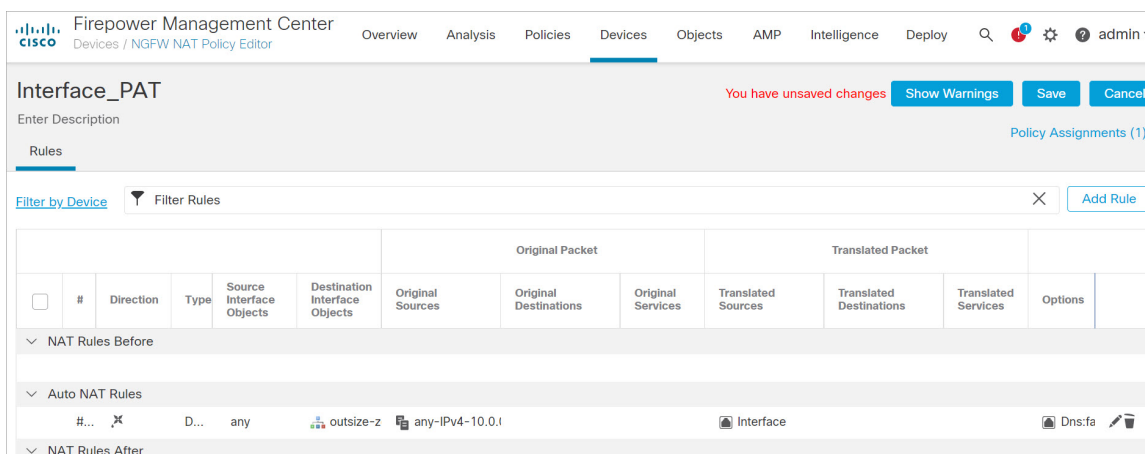 Firepower Management Center
CISCO Devices / NGFW NAT Policy Editor
Overview Analysis Policies Devices Objects AMP Intelligence Deploy 1 admin
Interface_PAT
You have unsaved changes Show Warnings Save Cancel
Enter Description
Policy Assignments (1)
Rules
Filter by Device Filter Rules Add Rule
Original Packet Translated Packet
# Direction Type Source Interface Objects Destination Interface Objects Original Sources Original Destinations Original Services Translated Sources Translated Destinations Translated Services Options
NAT Rules Before
Auto NAT Rules
#... D... any outsize-z any-IPv4-10.0.( Interface Dns:fa
NAT Rules After